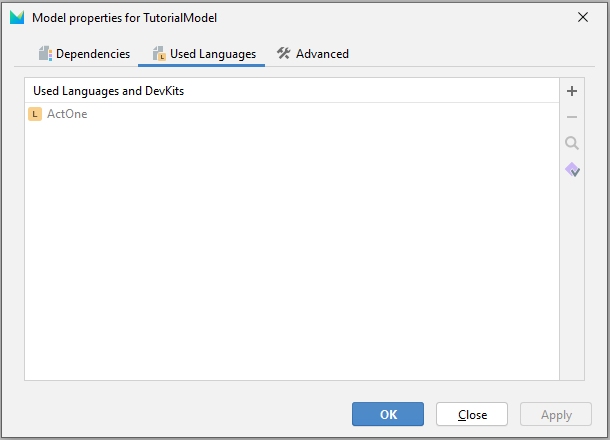 Model properties for TutorialModel
Dependencies
Used Languages
Advanced
Used Languages and DevKits
L ActOne
OK
Close
Apply